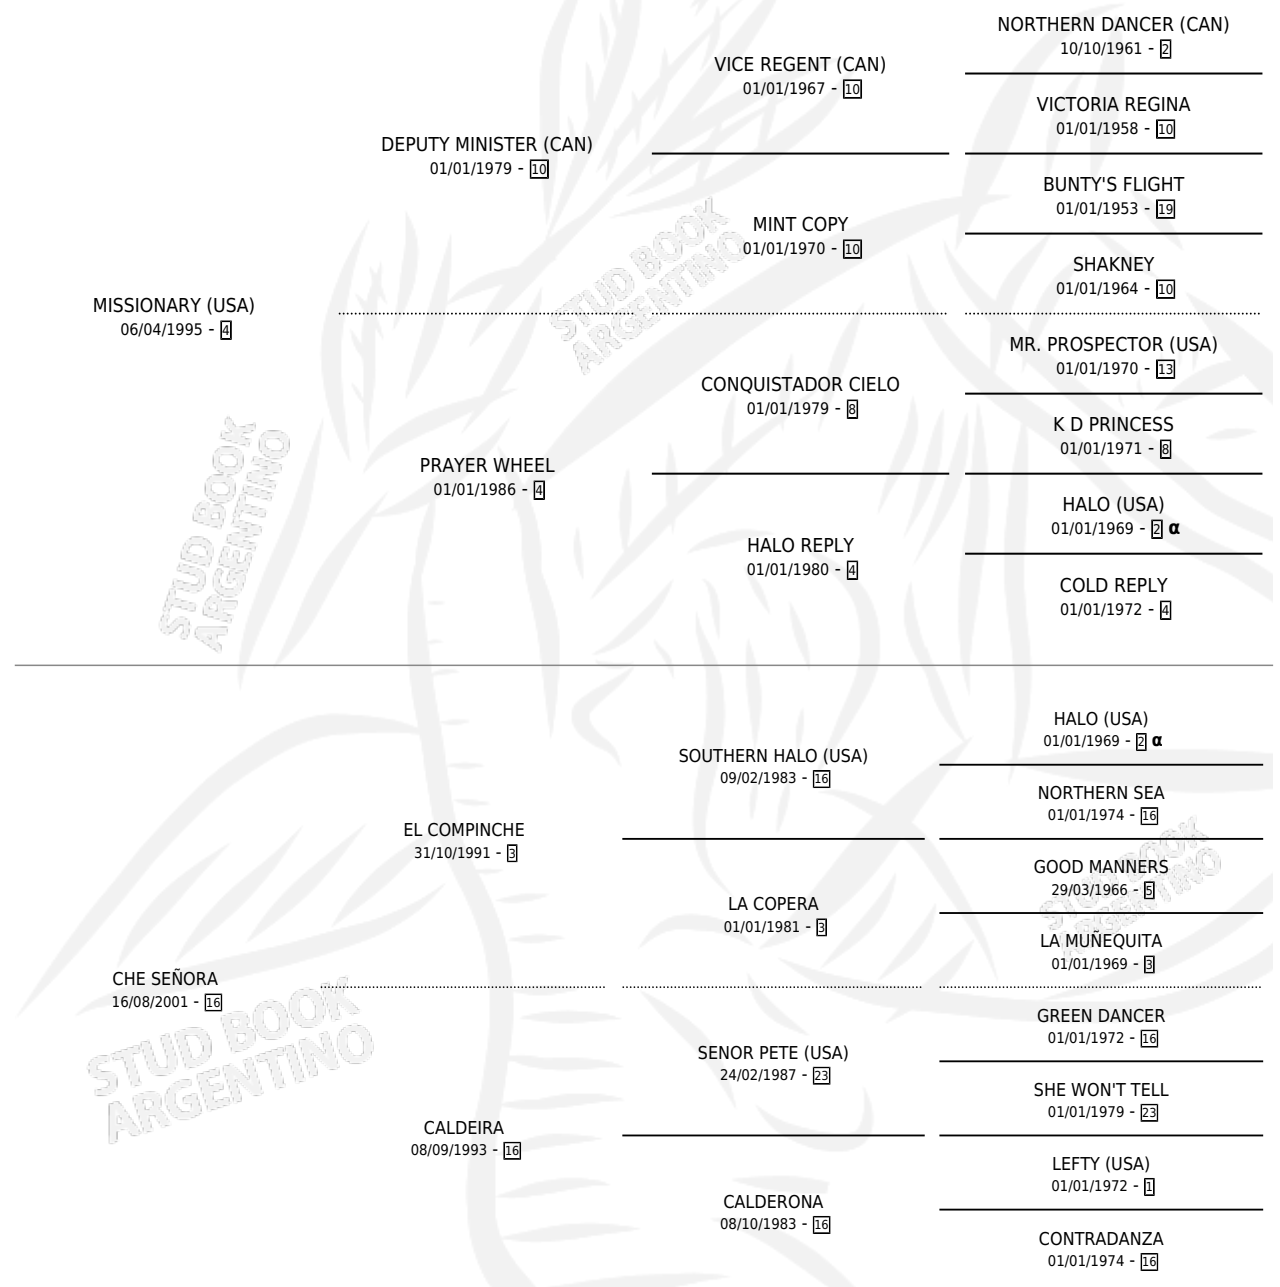 NORTHERN DANCER (CAN)
10/10/1961 - 2
VICE REGENT (CAN)
01/01/1967 - 10
VICTORIA REGINA
01/01/1958 - 10
DEPUTY MINISTER (CAN)
01/01/1979 - 10
BUNTY'S FLIGHT
01/01/1953 - 19
MINT COPY
01/01/1970 - 10
SHAKNEY
01/01/1964 - 10
MISSIONARY (USA)
06/04/1995 - 4
MR. PROSPECTOR (USA)
01/01/1970 - 13
CONQUISTADOR CIELO
01/01/1979 - 8
K D PRINCESS
01/01/1971 - 8
PRAYER WHEEL
01/01/1986 - 4
HALO (USA)
01/01/1969 - 2 α
HALO REPLY
01/01/1980 - 4
COLD REPLY
01/01/1972 - 4
HALO (USA)
01/01/1969 - 2 α
SOUTHERN HALO (USA)
09/02/1983 - 16
NORTHERN SEA
01/01/1974 - 16
EL COMPINCHE
31/10/1991 - 3
GOOD MANNERS
29/03/1966 - 5
LA COPERA
01/01/1981 - 3
LA MUÑEQUITA
01/01/1969 - 3
CHE SEÑORA
16/08/2001 - 16
GREEN DANCER
01/01/1972 - 16
SENOR PETE (USA)
24/02/1987 - 23
SHE WON'T TELL
01/01/1979 - 23
CALDEIRA
08/09/1993 - 16
LEFTY (USA)
01/01/1972 - 1
CALDERONA
08/10/1983 - 16
CONTRADANZA
01/01/1974 - 16
STUD BOOK
ARGENTINO
STUD BOOK
ARGENTINO
STUD BOOK
ARGENTINO
STUD BOOK
ARGENTINO